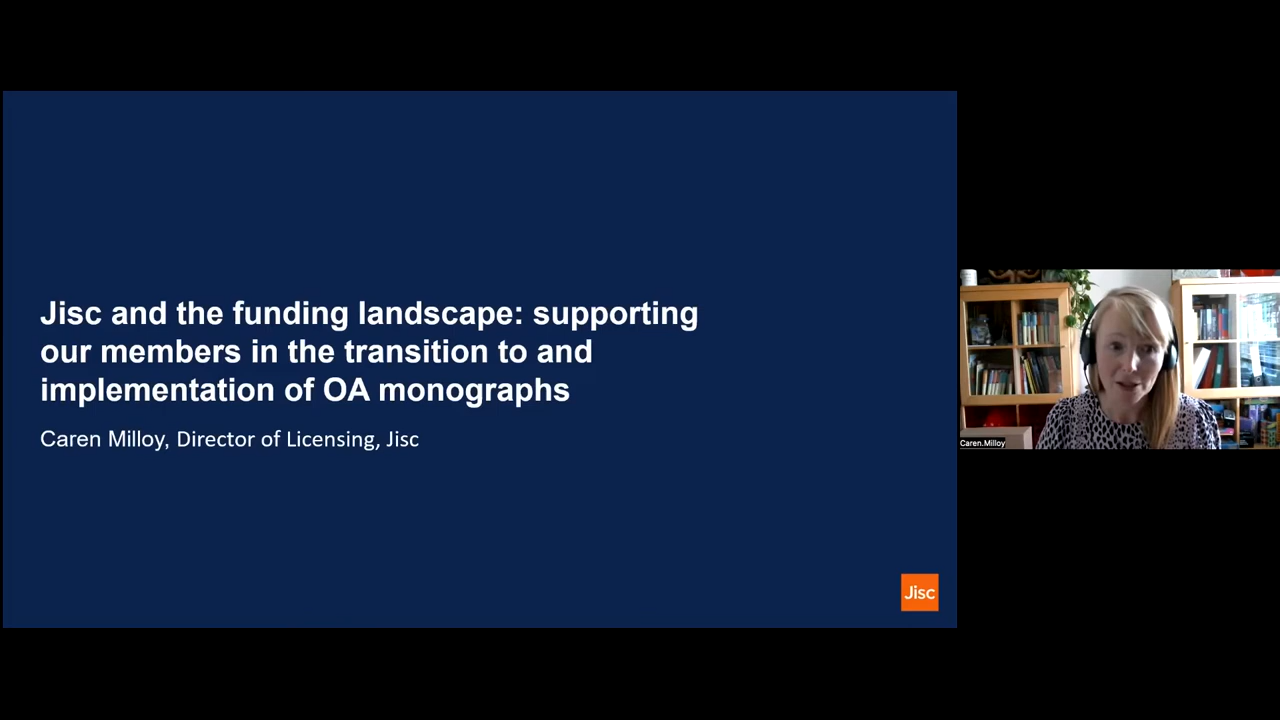 Jisc and the funding landscape: supporting
our members in the transition to and
implementation of OA monographs
Caren Milloy, Director of Licensing, Jisc
Jisc
Caren.Milloy